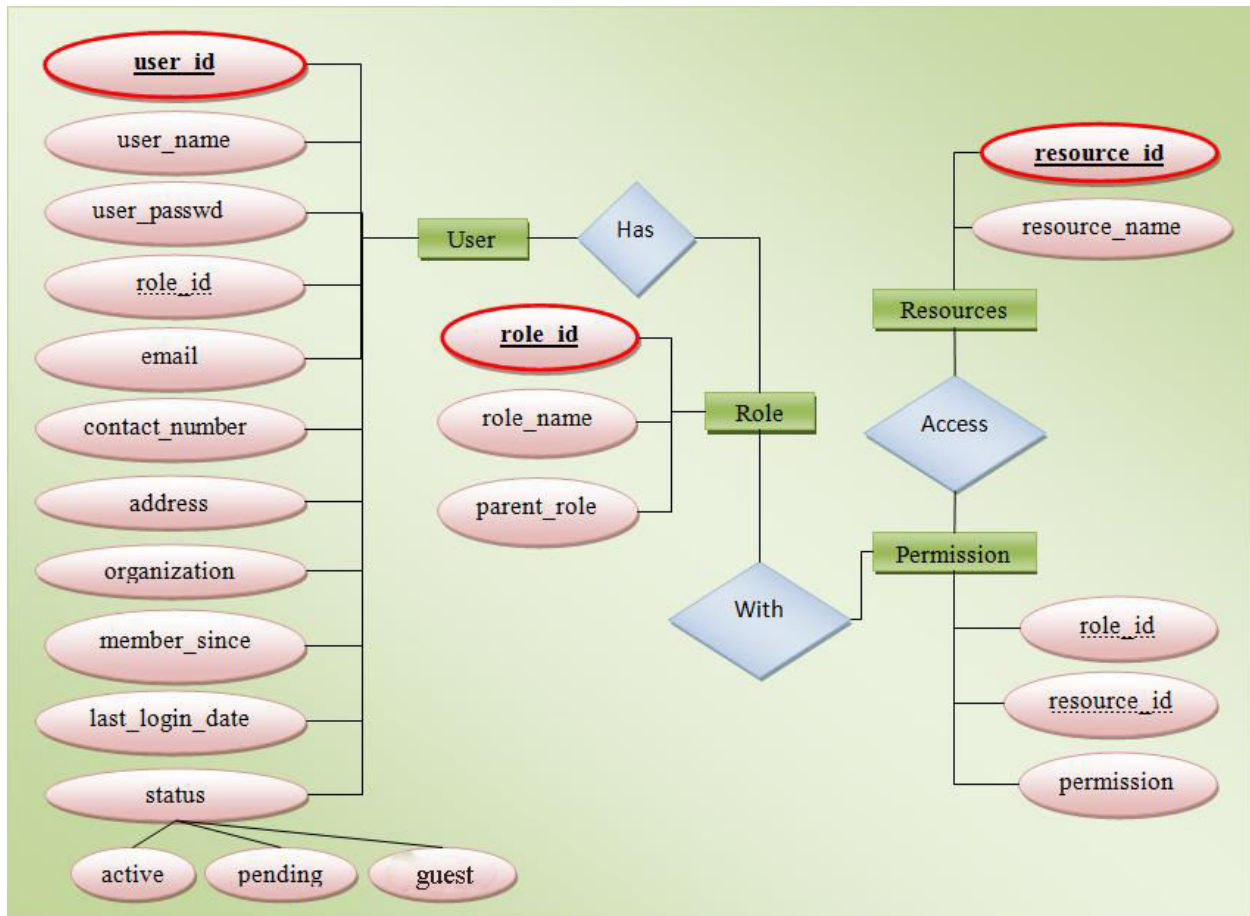 user_id
user_name
user_passwd
role_id
email
contact_number
address
organization
member_since
last_login_date
status
active
pending
guest
User
Has
role_id
role_name
parent_role
Role
With
resource_id
resource_name
Resources
Access
Permission
role_id
resource_id
permission